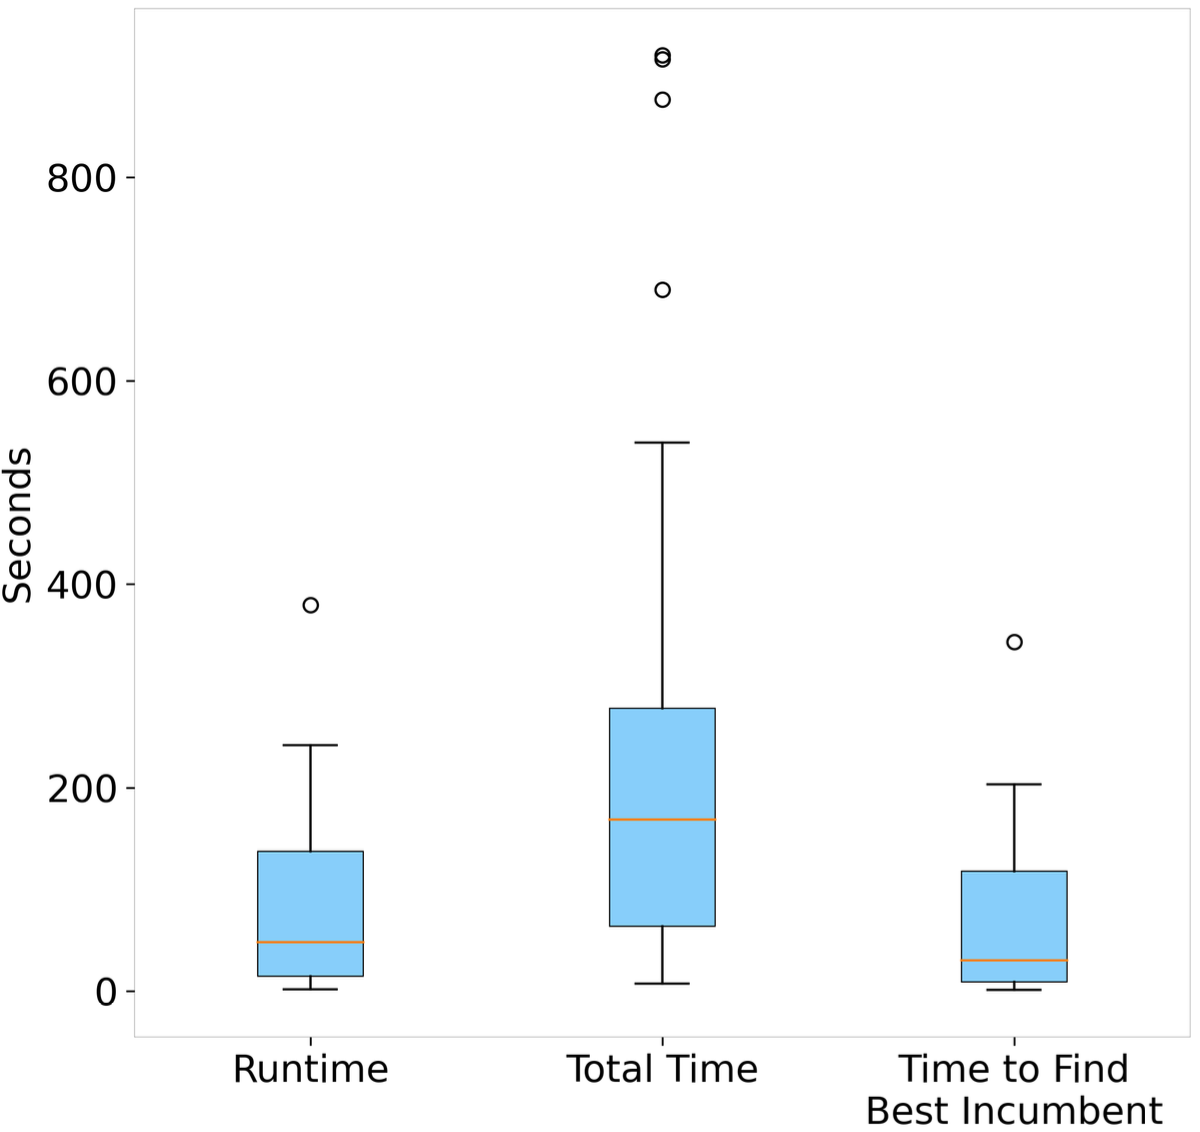 Seconds
800
600
400
200
0
Runtime
Total Time
Time to Find
Best Incumbent